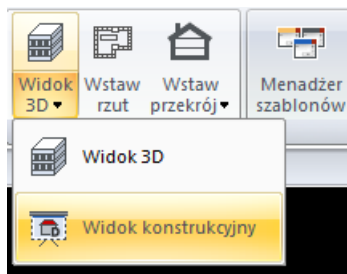 Widok Wstaw Wstaw Menadżer
3D rzut przekrój szablonów
Widok 3D
Widok konstrukcyjny